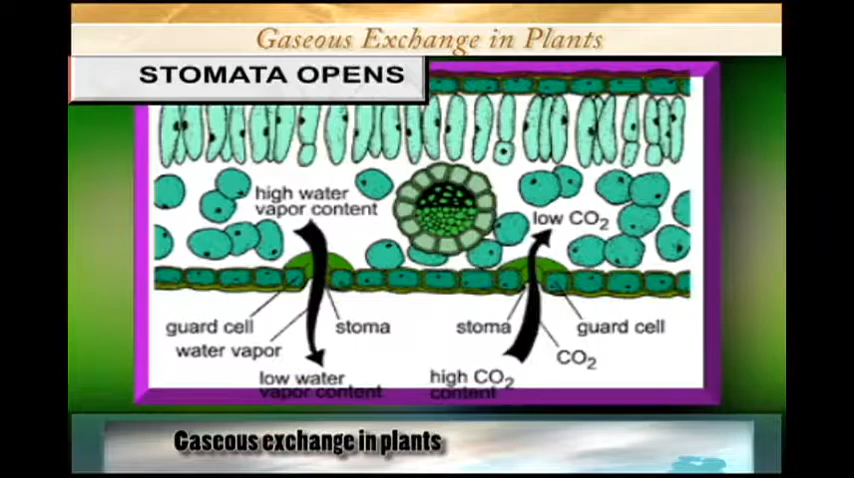 Gaseous Exchange in Plants
STOMATA OPENS
high water
vapor content
low CO₂
guard cell
stoma
stoma
guard cell
water vapor
CO₂
low water
vapor content
high CO₂
content
Gaseous exchange in plants